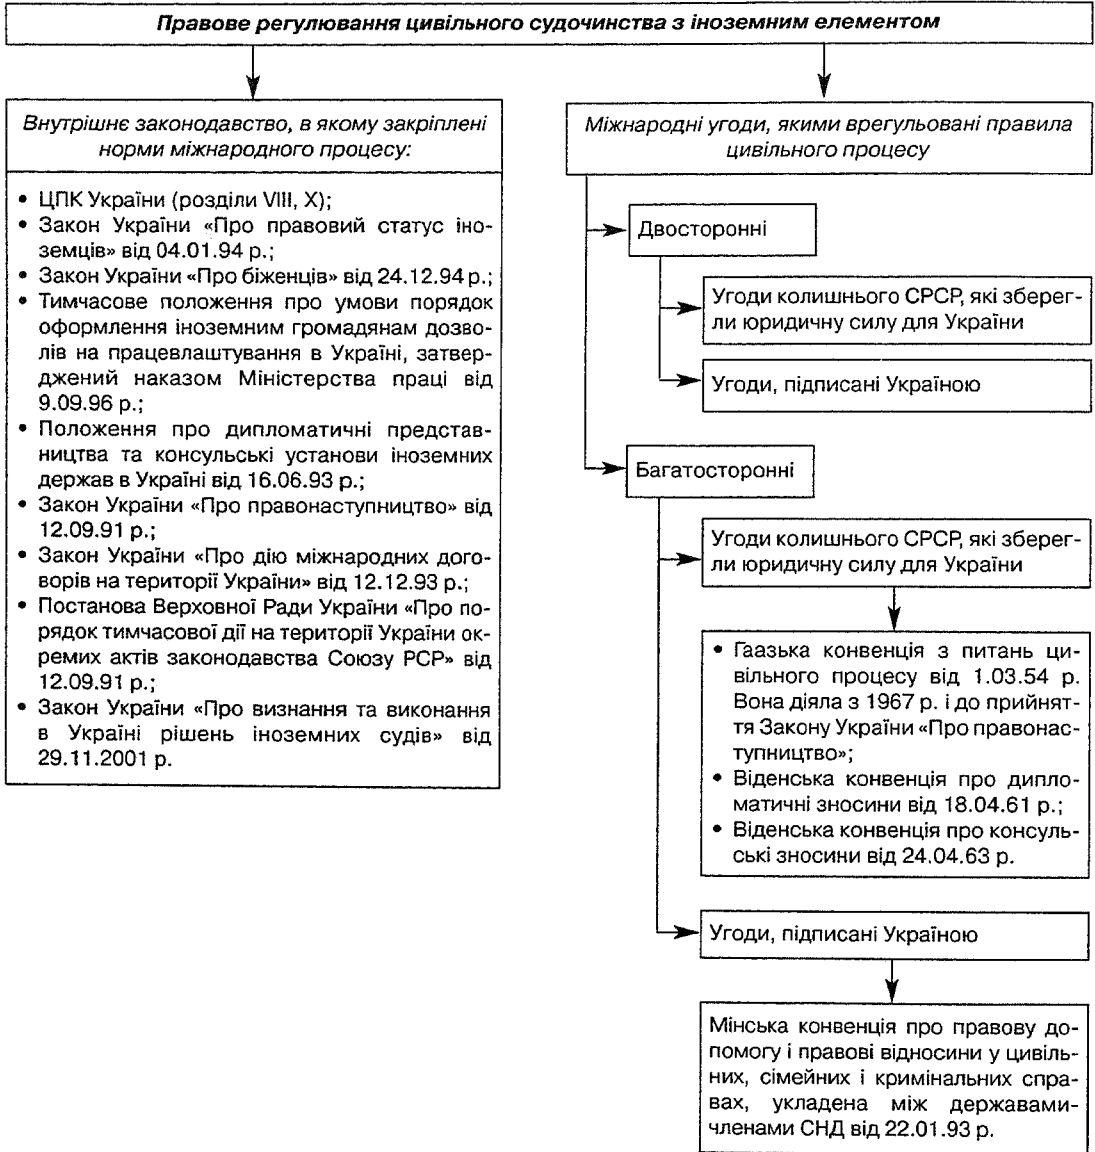 Правове регулювання цивільного судочинства з іноземним елементом
Внутрішнє законодавство, в якому закріплені
норми міжнародного процесу:
• ЦПК України (розділи VIII, X);
• Закон України «Про правовий статус іно-
земців» від 04.01.94 р.;
• Закон України «Про біженців» від 24.12.94 р.;
• Тимчасове положення про умови порядок
оформлення іноземним громадянам дозво-
лів на працевлаштування в Україні, затвер-
джений наказом Міністерства праці від
9.09.96 р.;
• Положення про дипломатичні представ-
ництва та консульські установи іноземних
держав в Україні від 16.06.93 р.;
• Закон України «Про правонаступництво» від
12.09.91 р.;
• Закон України «Про дію міжнародних дого-
ворів на території України» від 12.12.93 р.;
• Постанова Верховної Ради України «Про по-
рядок тимчасової дії на території України ок-
ремих актів законодавства Союзу РСР» від
12.09.91 р.;
• Закон України «Про визнання та виконання
в Україні рішень іноземних судів» від
29.11.2001 р.
Міжнародні угоди, якими врегульовані правила
цивільного процесу
Двосторонні
Угоди колишнього СРСР, які зберег-
ли юридичну силу для України
Угоди, підписані Україною
Багатосторонні
Угоди колишнього СРСР, які зберег-
ли юридичну силу для України
• Гаазька конвенція з питань ци-
вільного процесу від 1.03.54 р.
Вона діяла з 1967 р. і до прийнят-
тя Закону України «Про правонас-
тупництво»;
• Віденська конвенція про дипло-
матичні зносини від 18.04.61 р.;
• Віденська конвенція про консуль-
ські зносини від 24.04.63 р.
Угоди, підписані Україною
Мінська конвенція про правову до-
помогу і правові відносини у цивіль-
них, сімейних і кримінальних спра-
вах, укладена між державами-
членами СНД від 22.01.93 р.